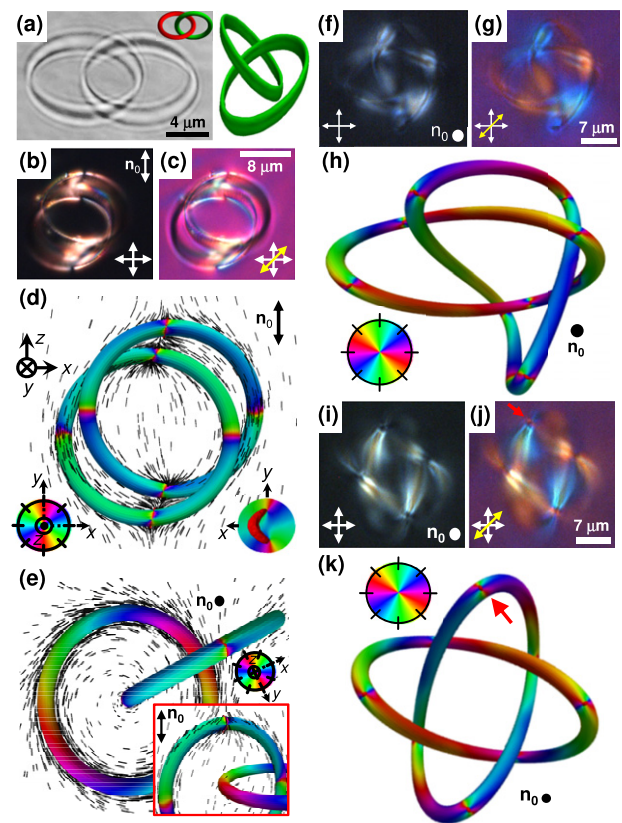 (a)
4 μm
(b)
n0
(c)
8 μm
(d)
n0
z
x
y
y
x
z
y
x
(e)
n0
z
x
y
n0
(f)
n0
(g)
7 μm
(h)
n0
(i)
n0
(j)
7 μm
(k)
n0